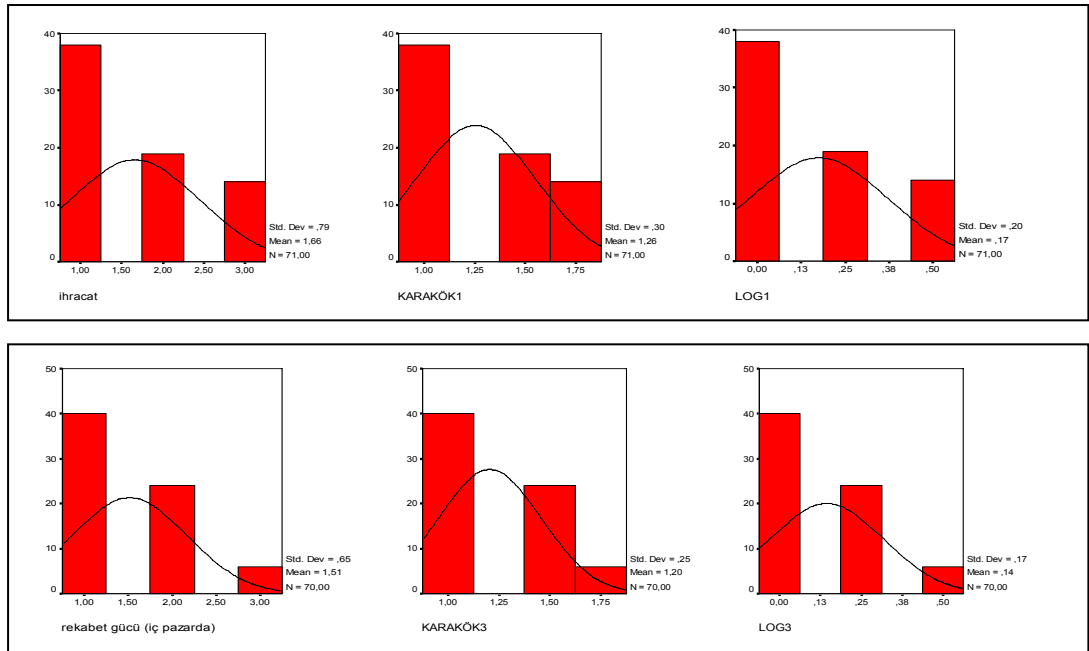 40
30
20
10
0
1,00 1,50 2,00 2,50 3,00
Std. Dev = ,79
Mean = 1,66
N = 71,00
ihracat
40
30
20
10
0
1,00 1,25 1,50 1,75
Std. Dev = ,30
Mean = 1,26
N = 71,00
KARAKÖK1
40
30
20
10
0
0,00 ,13 ,25 ,38 ,50
Std. Dev = ,20
Mean = ,17
N = 71,00
LOG1
50
40
30
20
10
0
1,00 1,50 2,00 2,50 3,00
Std. Dev = ,65
Mean = 1,51
N = 70,00
rekabet gücü (iç pazarda)
50
40
30
20
10
0
1,00 1,25 1,50 1,75
Std. Dev = ,25
Mean = 1,20
N = 70,00
KARAKÖK3
50
40
30
20
10
0
0,00 ,13 ,25 ,38 ,50
Std. Dev = ,17
Mean = ,14
N = 70,00
LOG3